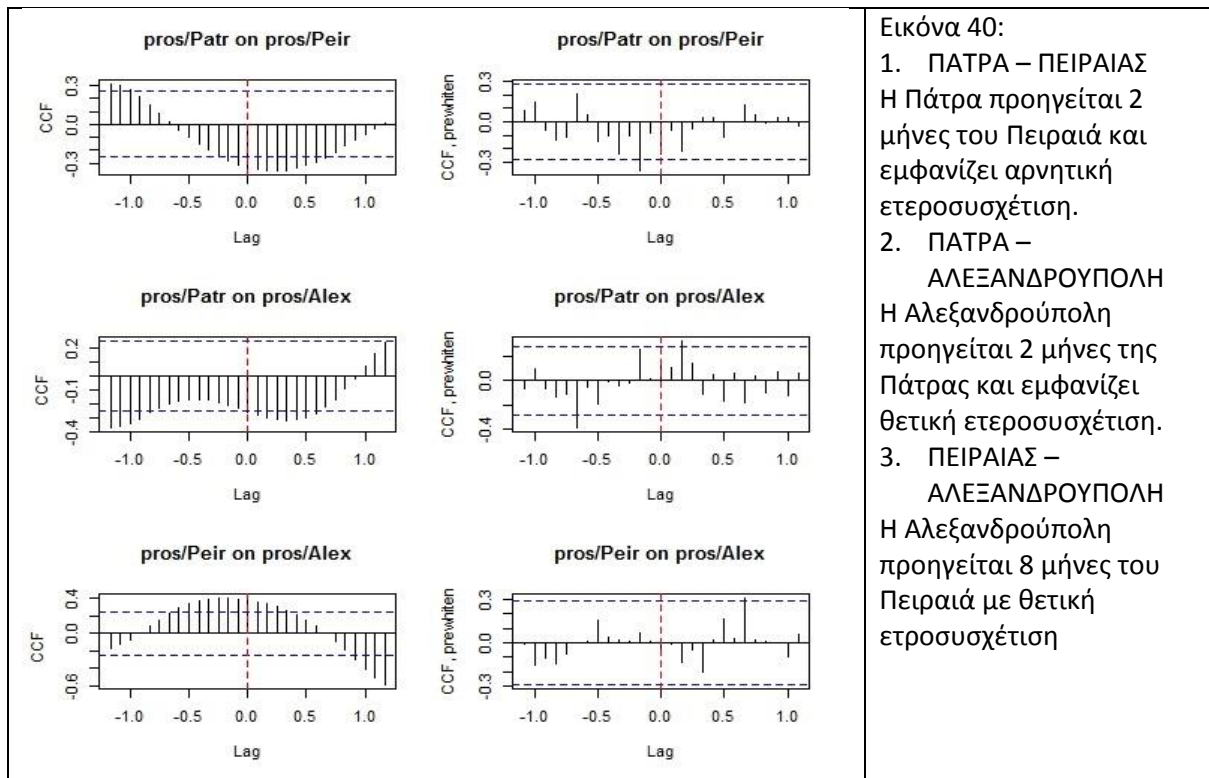 pros/Patr on pros/Peir
CCF
-0.3 0.0 0.3
-1.0 -0.5 0.0 0.5 1.0
Lag
pros/Patr on pros/Peir
CCF, prewhiten
-0.3 0.0 0.3
-1.0 -0.5 0.0 0.5 1.0
Lag
pros/Patr on pros/Alex
CCF
-0.4 -0.1 0.2
-1.0 -0.5 0.0 0.5 1.0
Lag
pros/Patr on pros/Alex
CCF, prewhiten
-0.4 0.0
-1.0 -0.5 0.0 0.5 1.0
Lag
pros/Peir on pros/Alex
CCF
-0.6 0.0 0.4
-1.0 -0.5 0.0 0.5 1.0
Lag
pros/Peir on pros/Alex
CCF, prewhiten
-0.3 0.0 0.3
-1.0 -0.5 0.0 0.5 1.0
Lag
Εικόνα 40:
1. ΠΑΤΡΑ – ΠΕΙΡΑΙΑΣ
Η Πάτρα προηγείται 2
μήνες του Πειραιά και
εμφανίζει αρνητική
ετεροσυσχέτιση.
2. ΠΑΤΡΑ –
ΑΛΕΞΑΝΔΡΟΥΠΟΛΗ
Η Αλεξανδρούπολη
προηγείται 2 μήνες της
Πάτρας και εμφανίζει
θετική ετεροσυσχέτιση.
3. ΠΕΙΡΑΙΑΣ –
ΑΛΕΞΑΝΔΡΟΥΠΟΛΗ
Η Αλεξανδρούπολη
προηγείται 8 μήνες του
Πειραιά με θετική
ετροσυσχέτιση